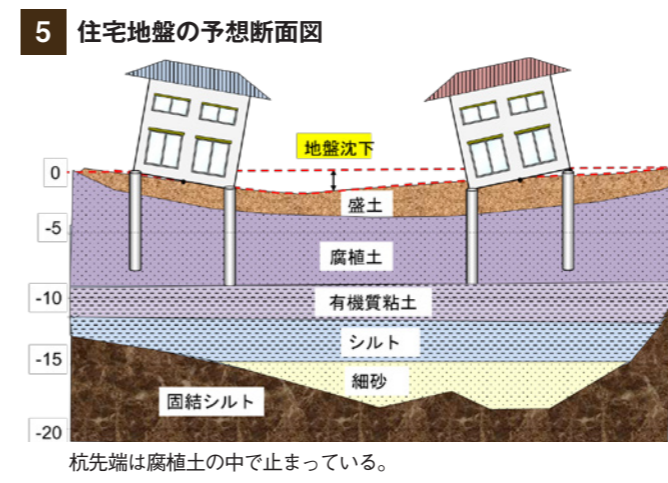 5 住宅地盤の予想断面図
地盤沈下
0
盛土
-5
腐植土
-10
有機質粘土
シルト
-15
細砂
固結シルト
-20
杭先端は腐植土の中で止まっている。